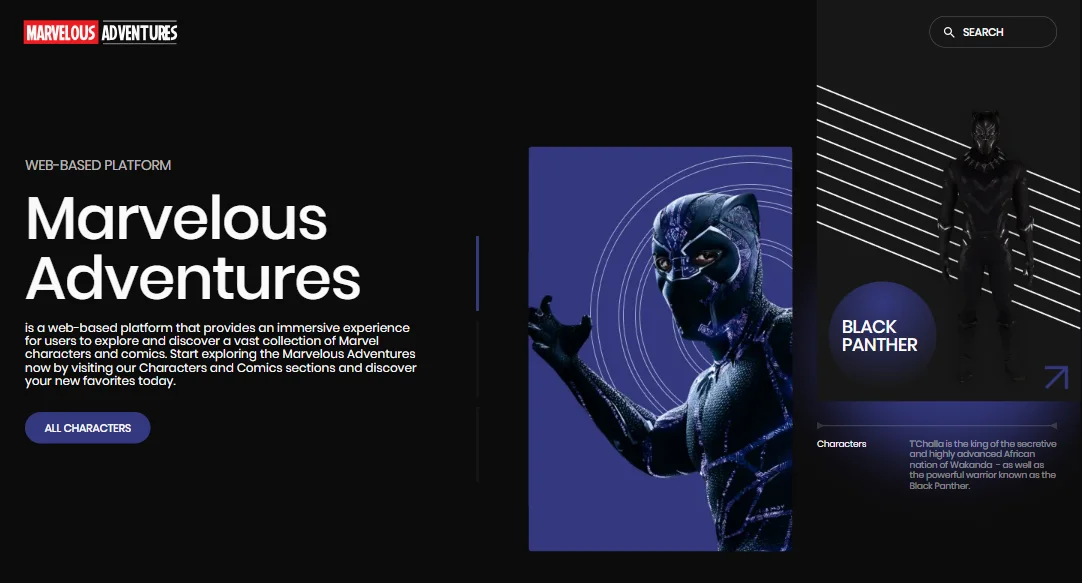 MARVELOUS ADVENTURES
SEARCH
WEB-BASED PLATFORM
Marvelous
Adventures
is a web-based platform that provides an immersive experience
for users to explore and discover a vast collection of Marvel
characters and comics. Start exploring the Marvelous Adventures
now by visiting our Characters and Comics sections and discover
your new favorites today.
ALL CHARACTERS
BLACK
PANTHER
Characters
T'Challa is the king of the secretive
and highly advanced African
nation of Wakanda - as well as
the powerful warrior known as the
Black Panther.